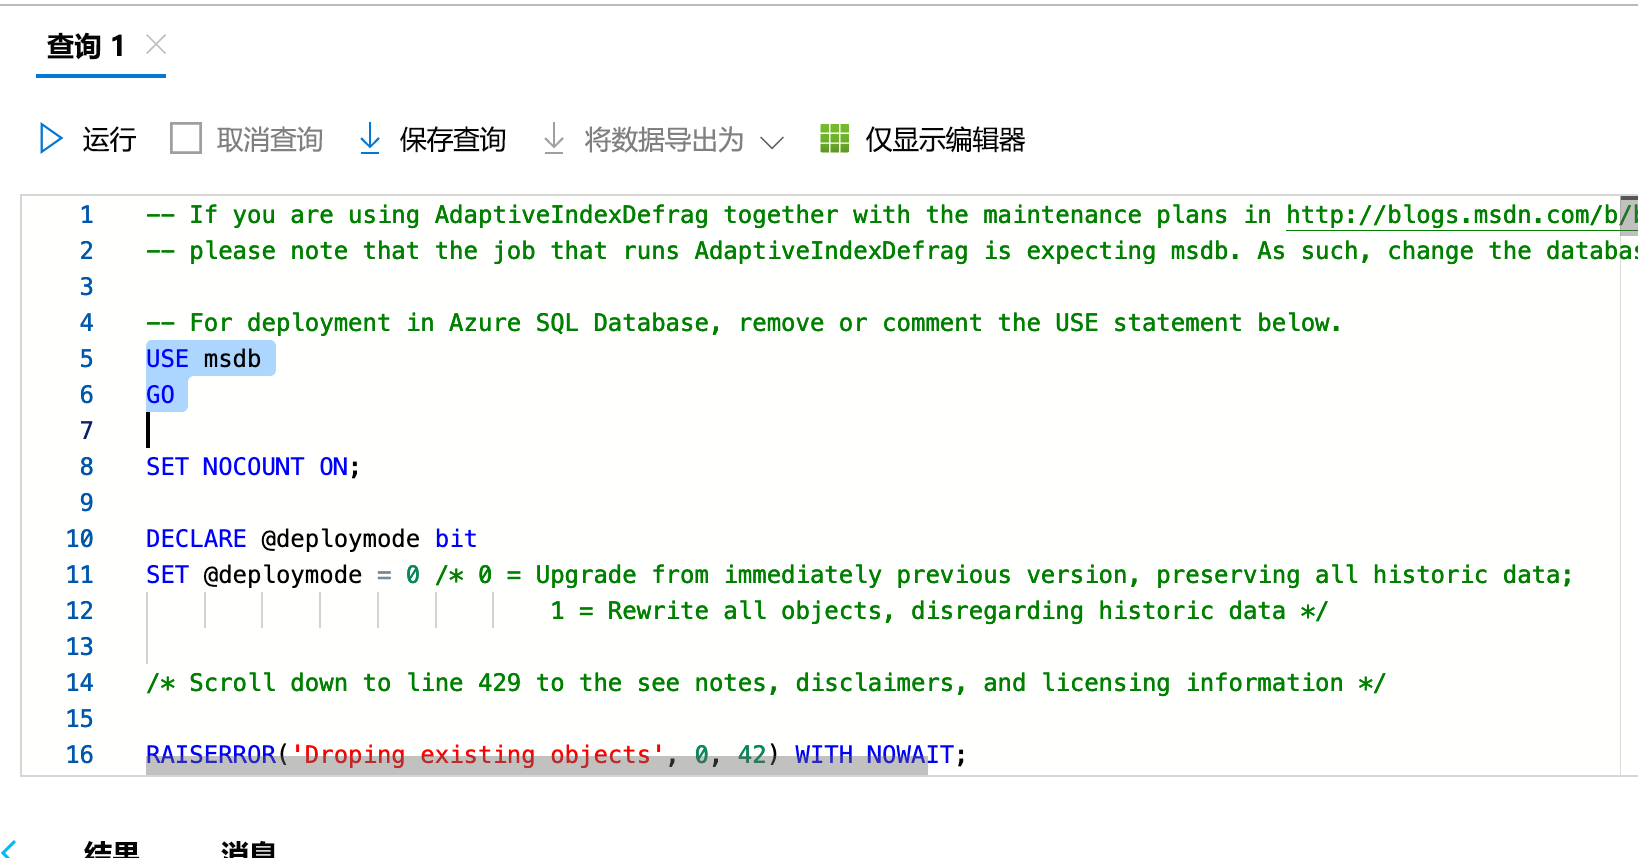 查询 1
运行 取消查询 保存查询 将数据导出为 仅显示编辑器
1 -- If you are using AdaptiveIndexDefrag together with the maintenance plans in http://blogs.msdn.com/b/
2 -- please note that the job that runs AdaptiveIndexDefrag is expecting msdb. As such, change the databas
3
4 -- For deployment in Azure SQL Database, remove or comment the USE statement below.
5 USE msdb
6 GO
7
8 SET NOCOUNT ON;
9
10 DECLARE @deploymode bit
11 SET @deploymode = 0 /* 0 = Upgrade from immediately previous version, preserving all historic data;
12 1 = Rewrite all objects, disregarding historic data */
13
14 /* Scroll down to line 429 to the see notes, disclaimers, and licensing information */
15
16 RAISERROR('Droping existing objects', 0, 42) WITH NOWAIT;
结果 消息